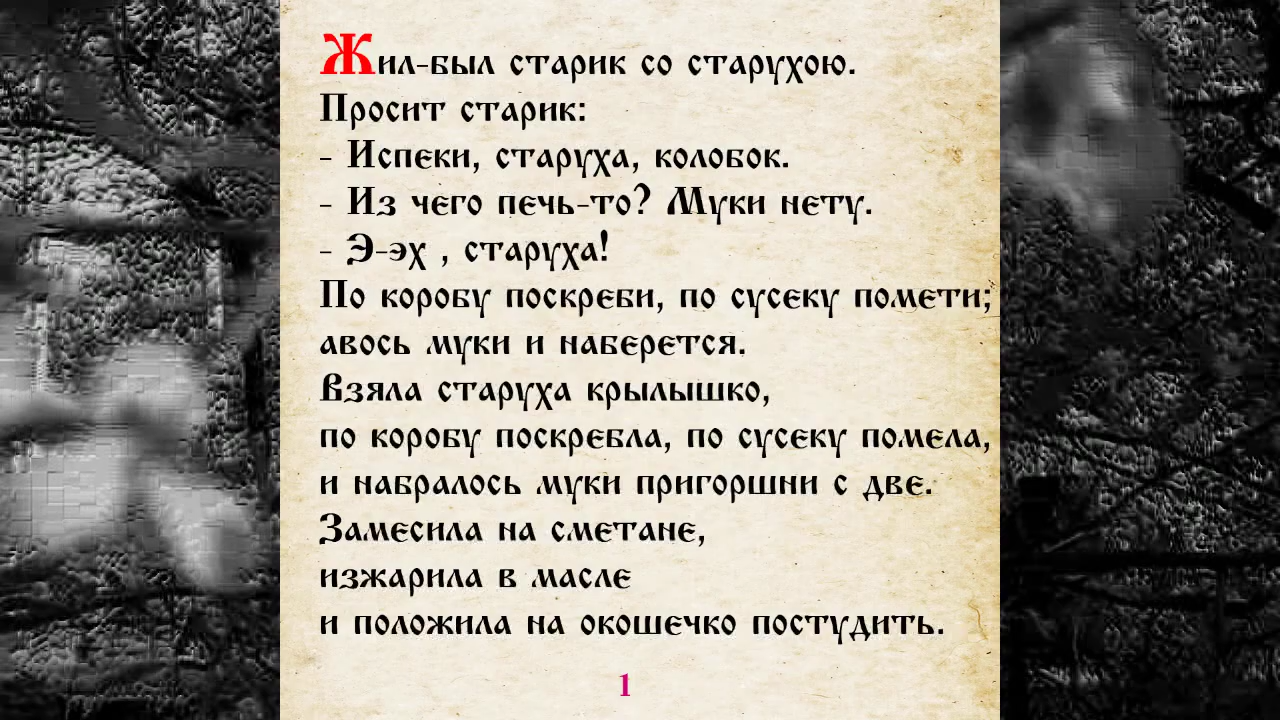 Жил-был старик со старухою.
Просит старик:
- Испеки, старуха, колобок.
- Из чего печь-то? Муки нету.
- Э-эх , старуха!
По коробу поскреби, по сусеку помети;
авось муки и наберется.
Взяла старуха крылышко,
по коробу поскребла, по сусеку помела,
и набралось муки пригоршни с две.
Замесила на сметане,
изжарила в масле
и положила на окошечко постудить.
1